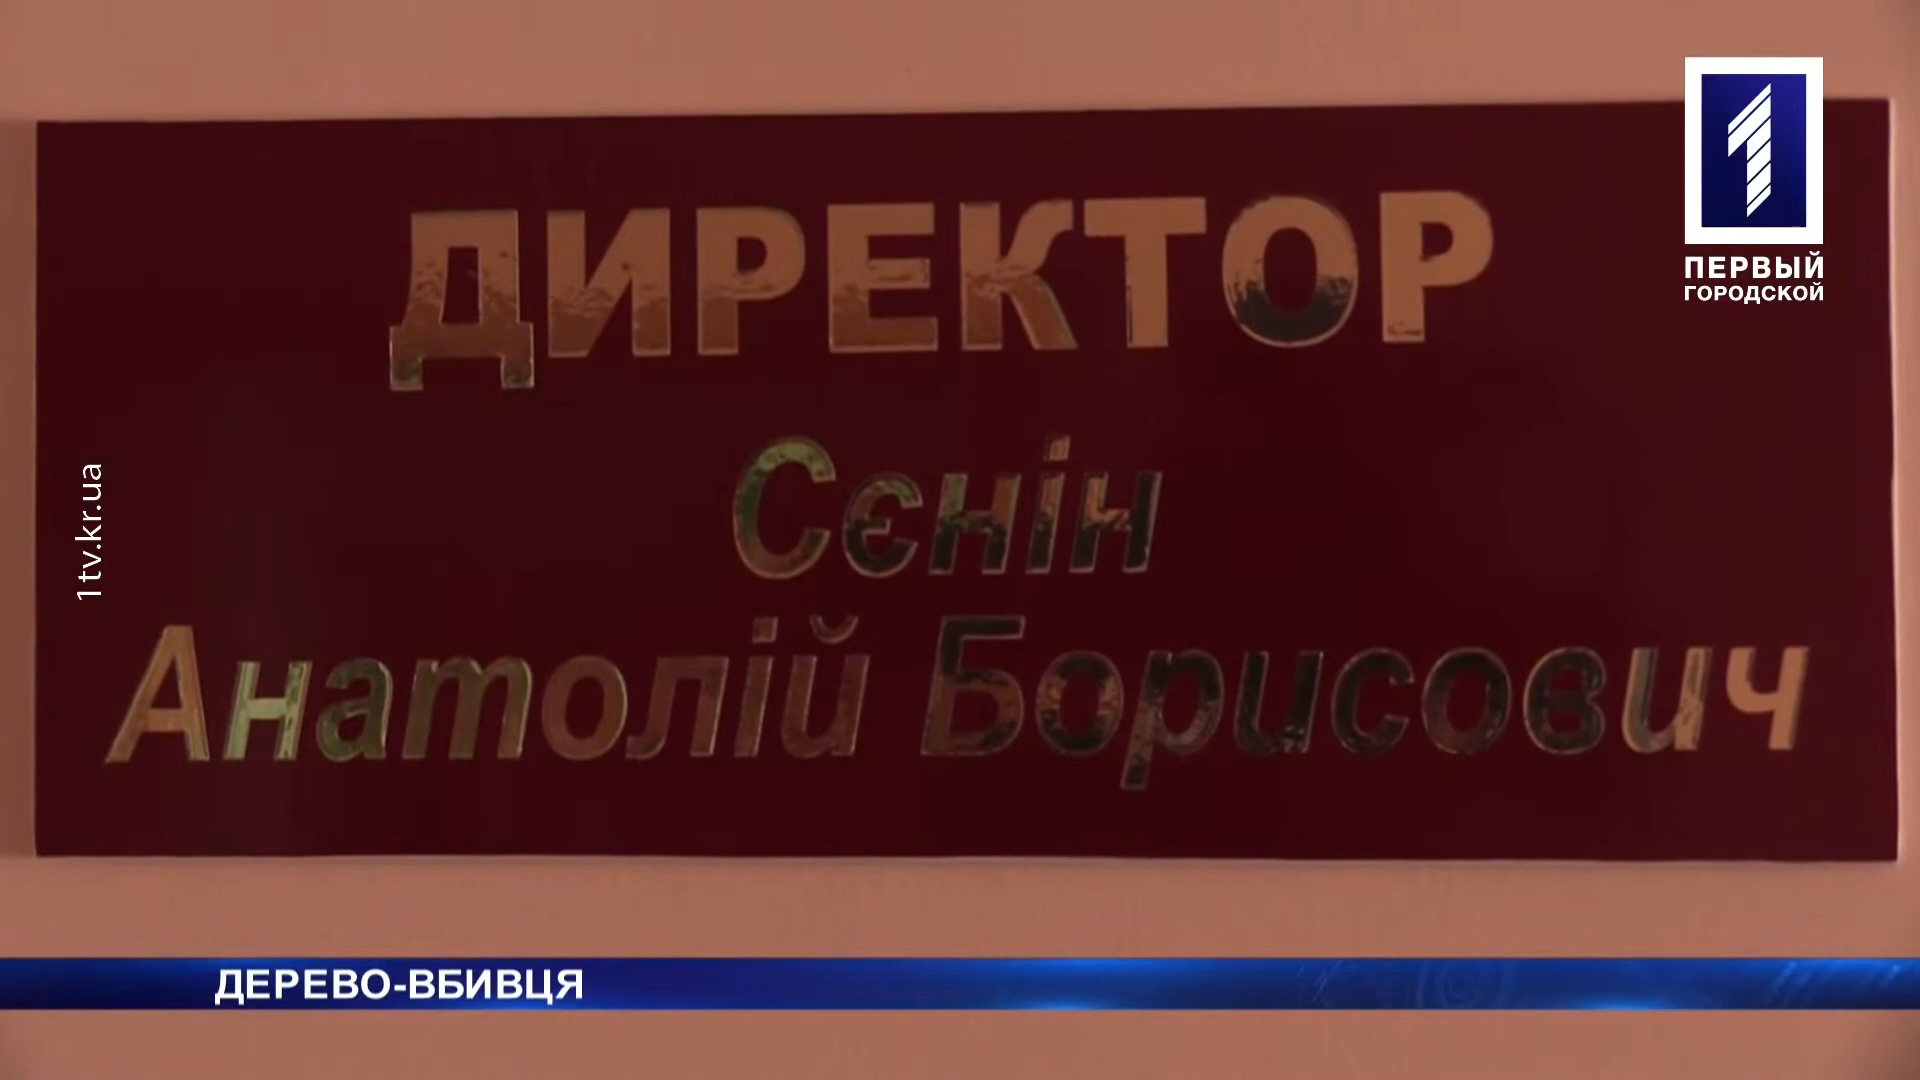 ПЕРВЫЙ
ГОРОДСКОЙ
ДИРЕКТОР
Сєнін
Анатолій Борисович
1tv.kr.ua
ДЕРЕВО-ВБИВЦЯ